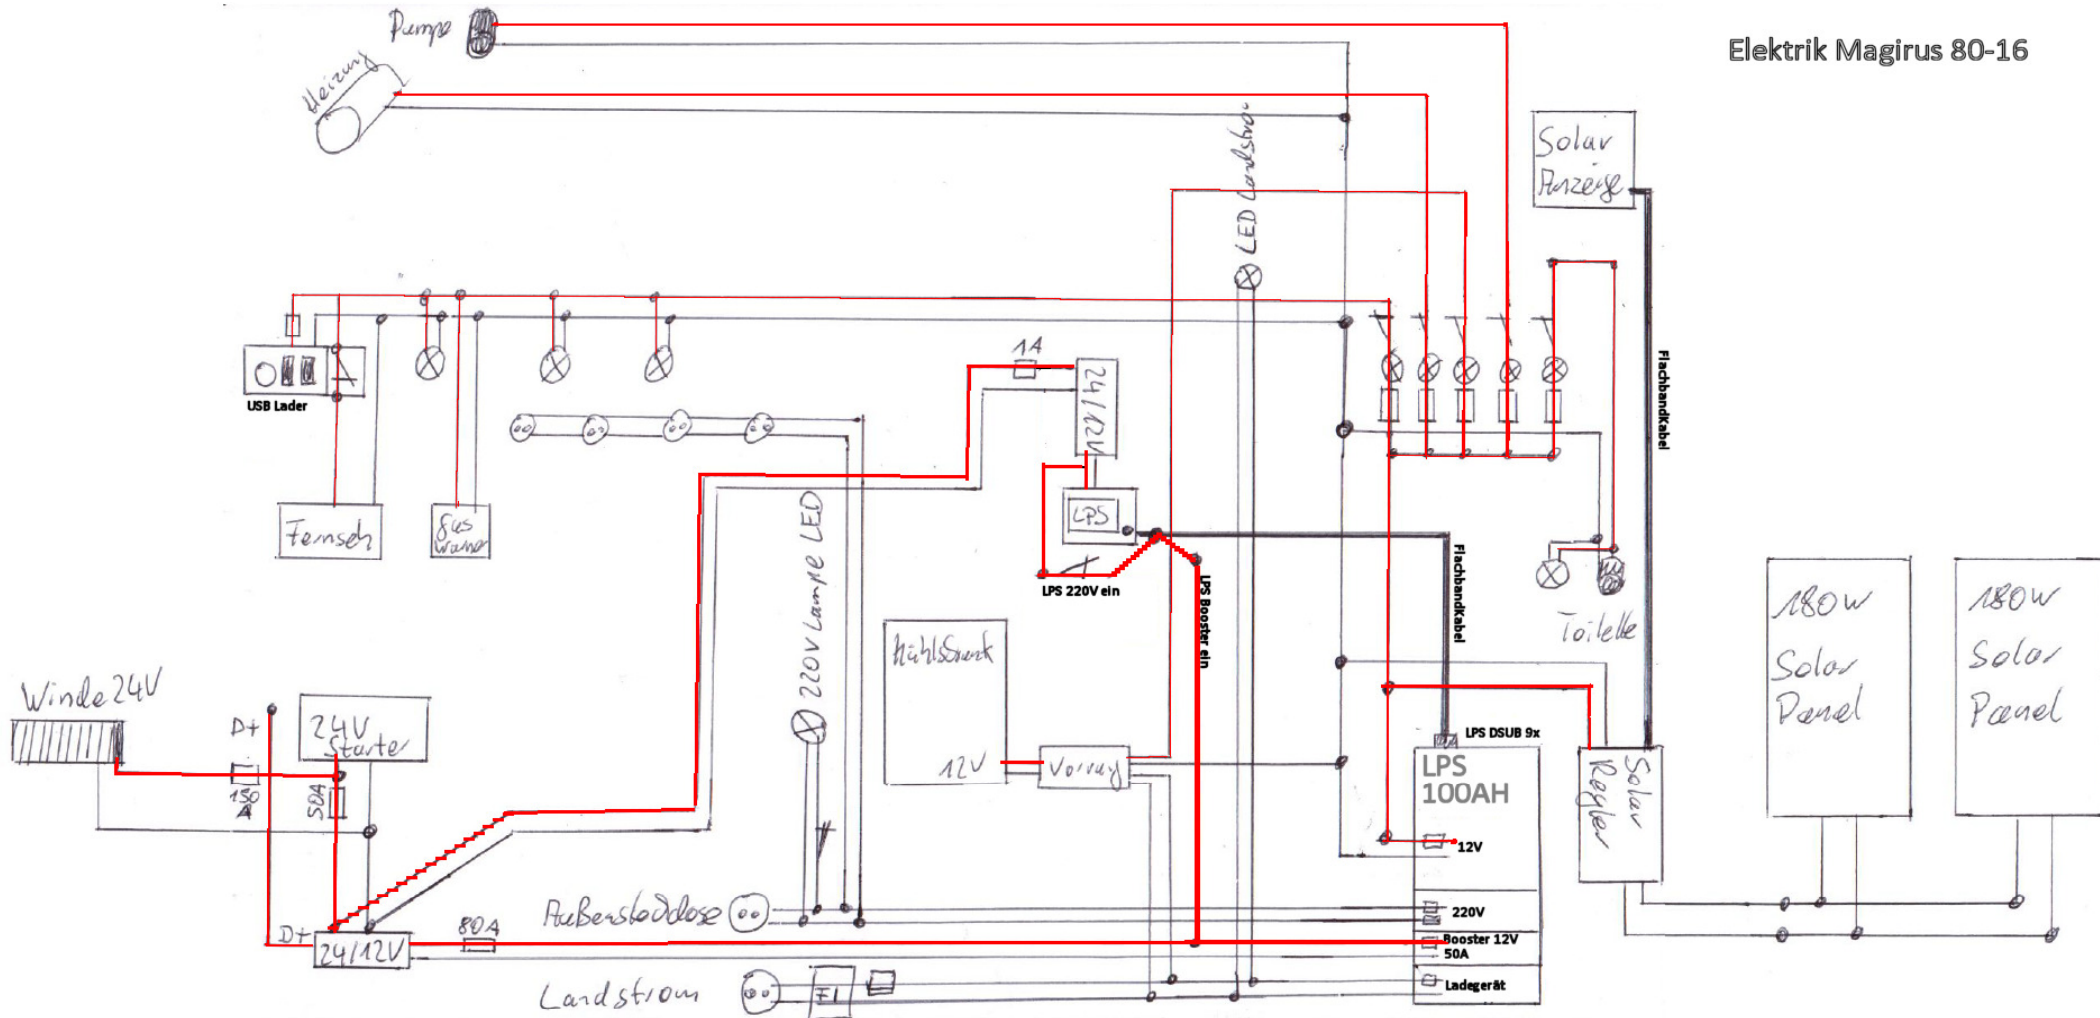 Elektrik Magirus 80-16
Pumpe
Heizung
LED Landstro
Solar
Anzeige
USB Lader
1A
24/12V
Flachbandkabel
Fernseh
Gas
LPS
LPS 220V ein
LPS Booster ein
Flachbandkabel
220V Lampe LED
Toilette
180W
Solar
Panel
180W
Solar
Panel
Kühlschrank
12V
Vorrang
Winde 24V
D+
24V
Starter
150
A
50A
LPS DSUB 9x
LPS
100AH
12V
Solar
Regler
Außensteckdose
220V
D+
24/12V
80A
Booster 12V
50A
Landstrom
FI
Ladegerät